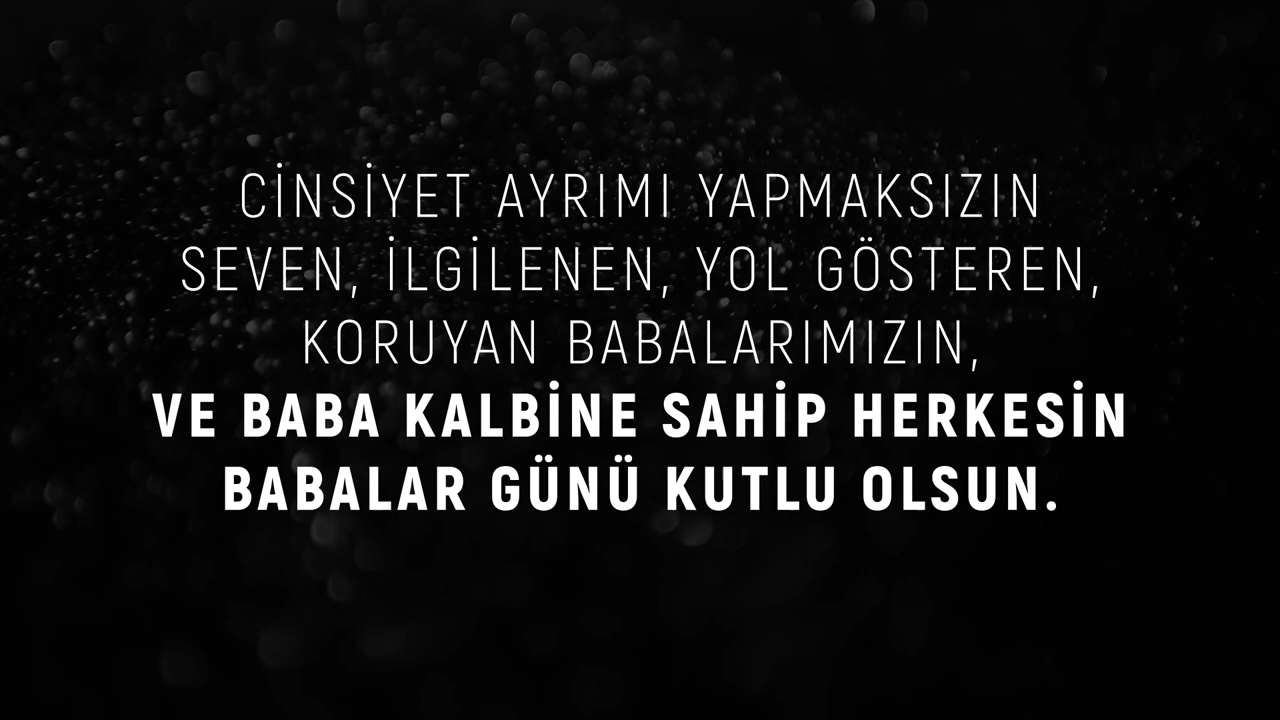 CİNSİYET AYRIMI YAPMAKSIZIN
SEVEN, İLGİLENEN, YOL GÖSTEREN,
KORUYAN BABALARIMIZIN,
VE BABA KALBİNE SAHİP HERKESİN
BABALAR GÜNÜ KUTLU OLSUN.